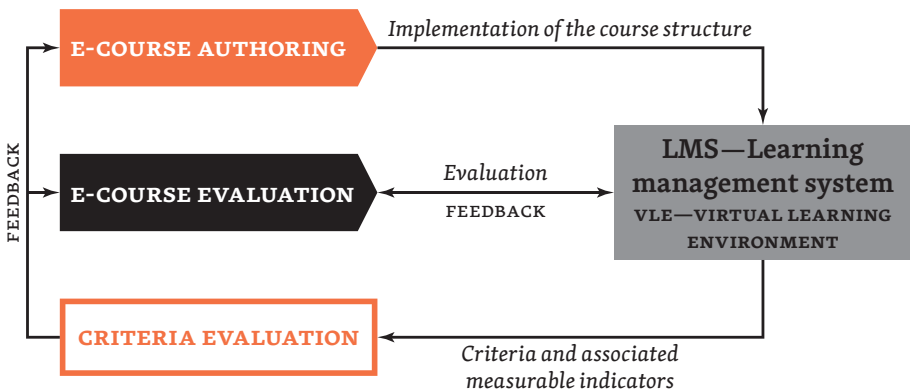 E-COURSE AUTHORING
Implementation of the course structure
FEEDBACK
E-COURSE EVALUATION
Evaluation
FEEDBACK
LMS—Learning
management system
VLE—VIRTUAL LEARNING
ENVIRONMENT
CRITERIA EVALUATION
Criteria and associated
measurable indicators